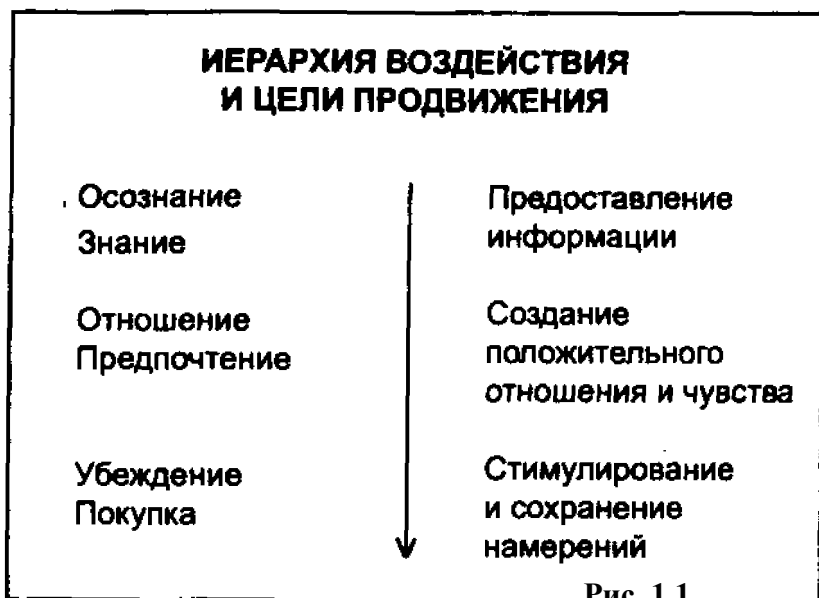 ИЕРАРХИЯ ВОЗДЕЙСТВИЯ
И ЦЕЛИ ПРОДВИЖЕНИЯ
Осознание
Знание
Предоставление
информации
Отношение
Предпочтение
Создание
положительного
отношения и чувства
Убеждение
Покупка
Стимулирование
и сохранение
намерений
Рис. 1.1